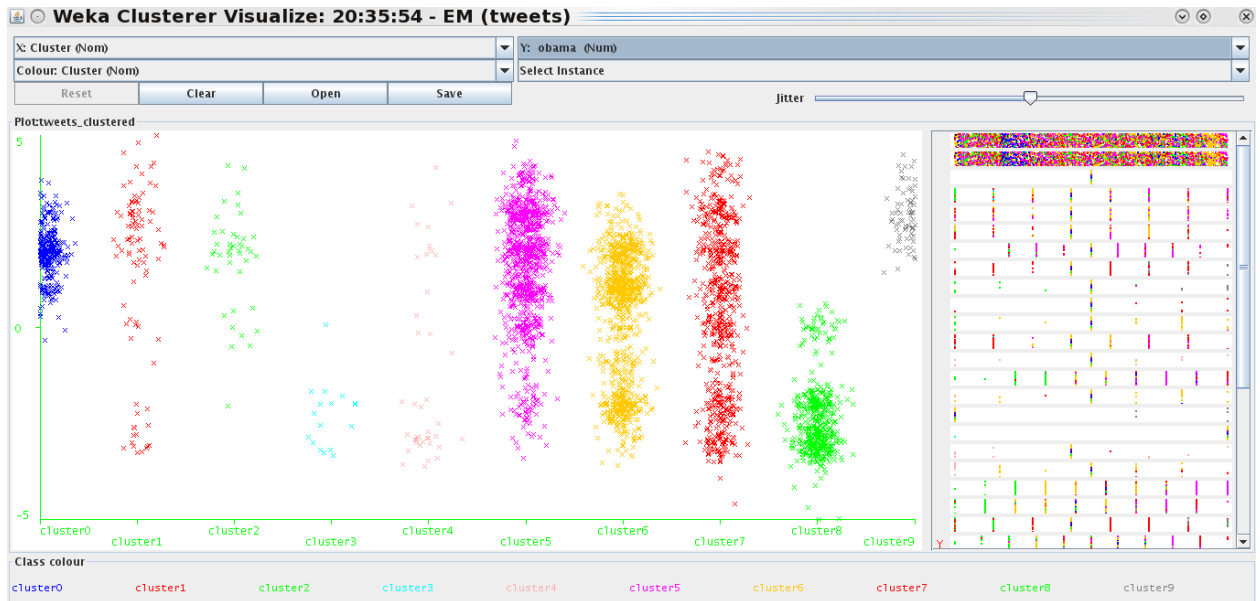 Weka Clusterer Visualize: 20:35:54 - EM (tweets)
X: Cluster (Nom) Y: obama (Num)
Colour: Cluster (Nom) Select Instance
Reset Clear Open Save Jitter
Plot:tweets_clustered
5
0
-5
cluster0 cluster1 cluster2 cluster3 cluster4 cluster5 cluster6 cluster7 cluster8 cluster9
Y
Class colour
cluster0 cluster1 cluster2 cluster3 cluster4 cluster5 cluster6 cluster7 cluster8 cluster9